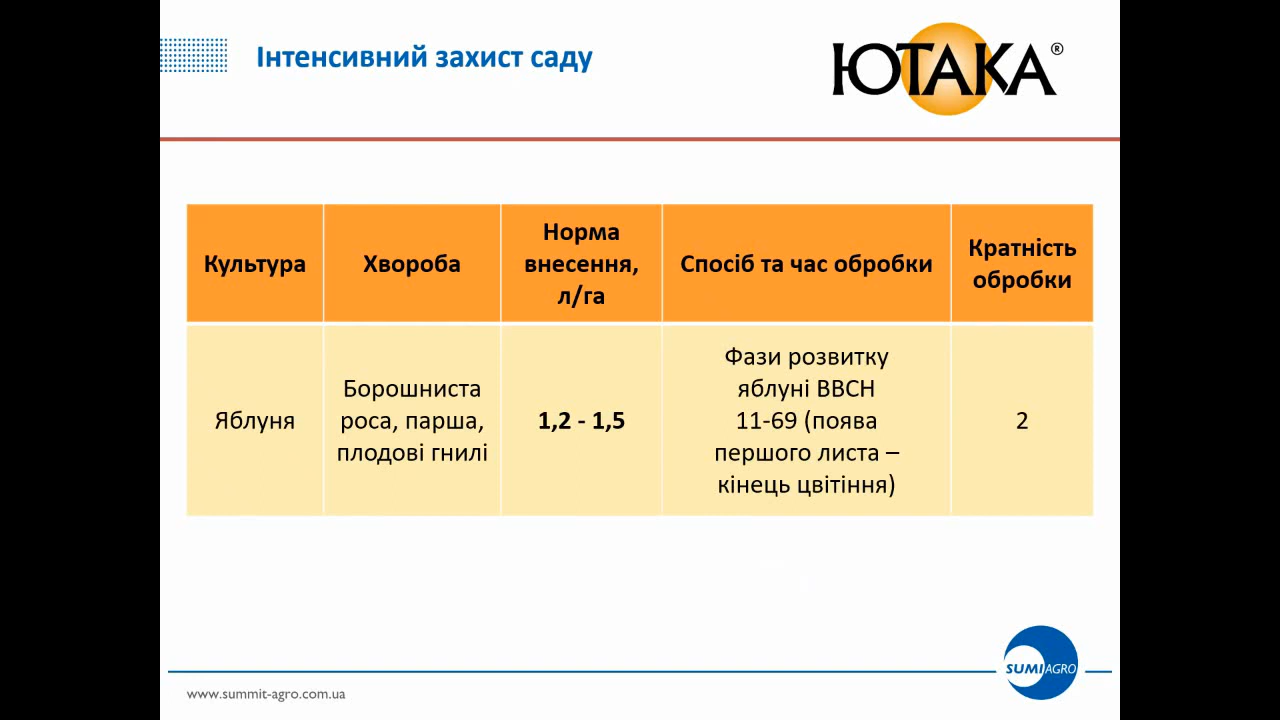 Інтенсивний захист саду
ЮТАКА®
Культура
Хвороба
Норма
внесення,
л/га
Спосіб та час обробки
Кратність
обробки
Яблуня
Борошниста
роса, парша,
плодові гнилі
1,2 - 1,5
Фази розвитку
яблуні ВВСН
11-69 (поява
першого листа –
кінець цвітіння)
2
SUMI AGRO
www.summit-agro.com.ua